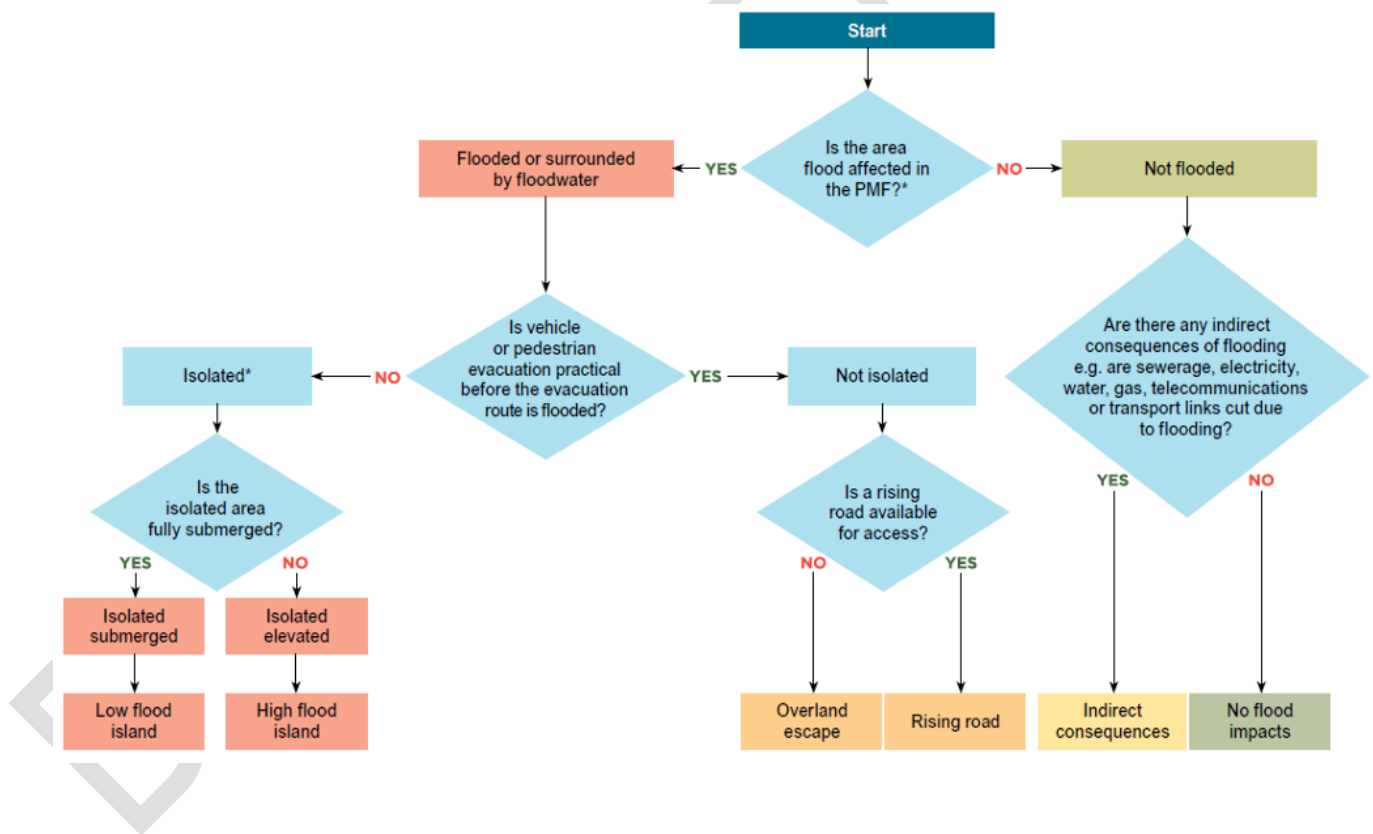 Start
Is the area
flood affected in
the PMF?*
YES
NO
Flooded or surrounded
by floodwater
Not flooded
Is vehicle
or pedestrian
evacuation practical
before the evacuation
route is flooded?
NO
YES
Isolated*
Not isolated
Are there any indirect
consequences of flooding
e.g. are sewerage, electricity,
water, gas, telecommunications
or transport links cut due
to flooding?
YES
NO
Is the
isolated area
fully submerged?
YES
NO
Is a rising
road available
for access?
NO
YES
Isolated
submerged
Isolated
elevated
Low flood
island
High flood
island
Overland
escape
Rising road
Indirect
consequences
No flood
impacts